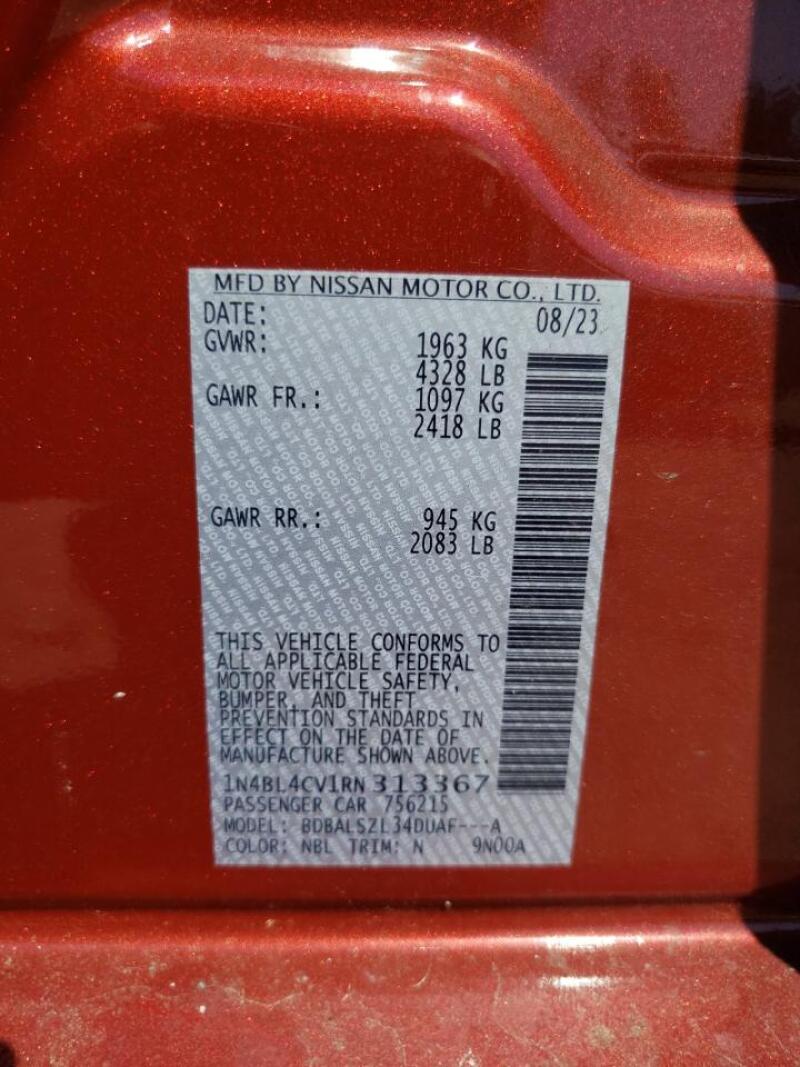 MFD BY NISSAN MOTOR CO., LTD.
DATE: 08/23
GVWR: 1963 KG
4328 LB
GAWR FR.: 1097 KG
2418 LB
GAWR RR.: 945 KG
2083 LB
THIS VEHICLE CONFORMS TO
ALL APPLICABLE FEDERAL
MOTOR VEHICLE SAFETY,
BUMPER, AND THEFT
PREVENTION STANDARDS IN
EFFECT ON THE DATE OF
MANUFACTURE SHOWN ABOVE.
1N4BL4CV1RN313367
PASSENGER CAR 756215
MODEL: BDBALSZL34DUAF---A
COLOR: NBL TRIM: N 9N00A